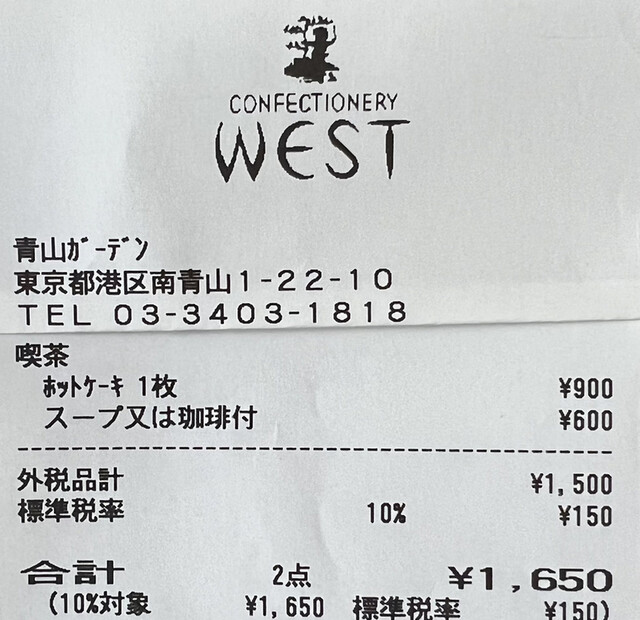 CONFECTIONERY
WEST
青山ｶﾞｰﾃﾞﾝ
東京都港区南青山1-22-10
TEL 03-3403-1818
喫茶
ﾎｯﾄｹｰｷ 1枚 ¥900
スープ又は珈琲付 ¥600
外税品計 ¥1,500
標準税率 10% ¥150
合計 2点 ¥1,650
(10%対象 ¥1,650 標準税率 ¥150)